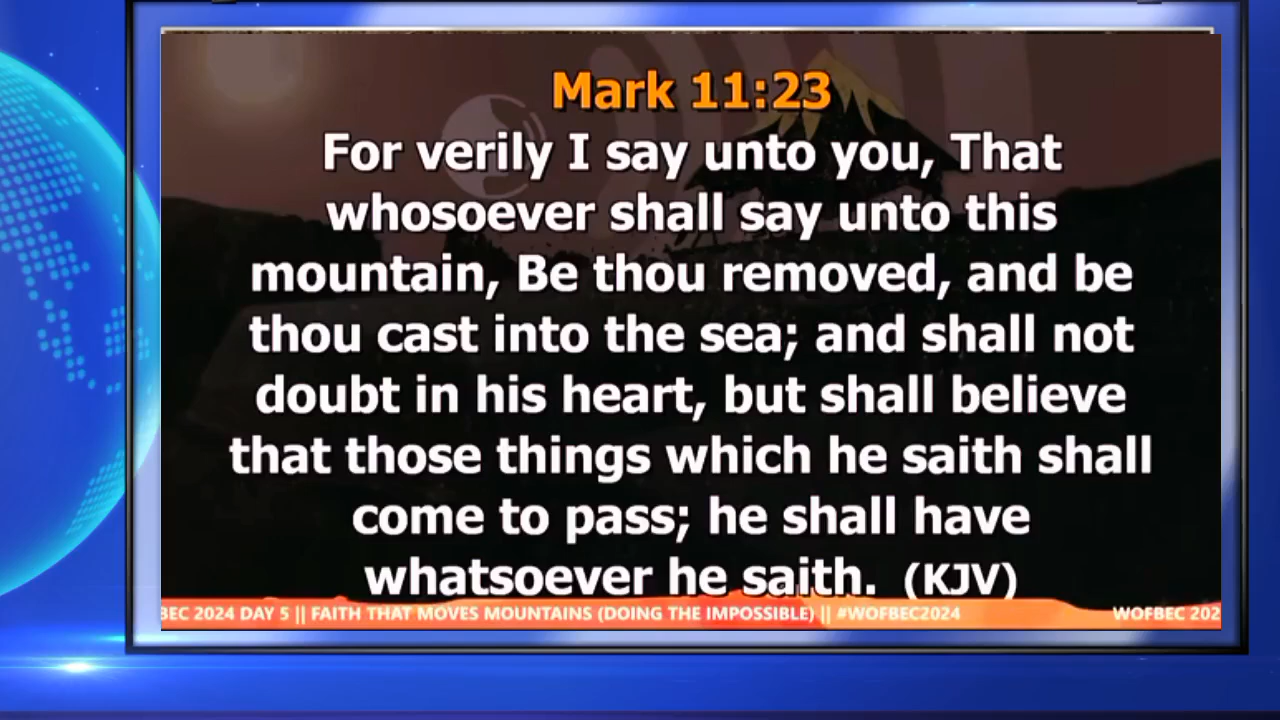 Mark 11:23
For verily I say unto you, That
whosoever shall say unto this
mountain, Be thou removed, and be
thou cast into the sea; and shall not
doubt in his heart, but shall believe
that those things which he saith shall
come to pass; he shall have
whatsoever he saith. (KJV)
BEC 2024 DAY 5 || FAITH THAT MOVES MOUNTAINS (DOING THE IMPOSSIBLE) || #WOFBEC2024 WOFBEC 202